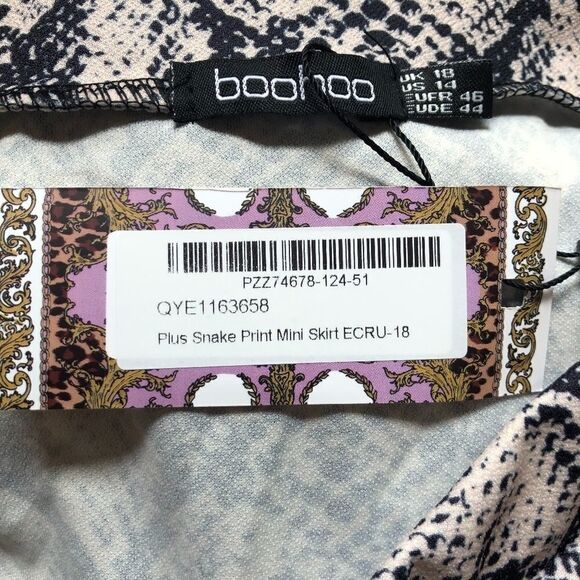 boohoo
UK 18
US 14
EUFR 46
EUDE 44
PZZ74678-124-51
QYE1163658
Plus Snake Print Mini Skirt ECRU-18